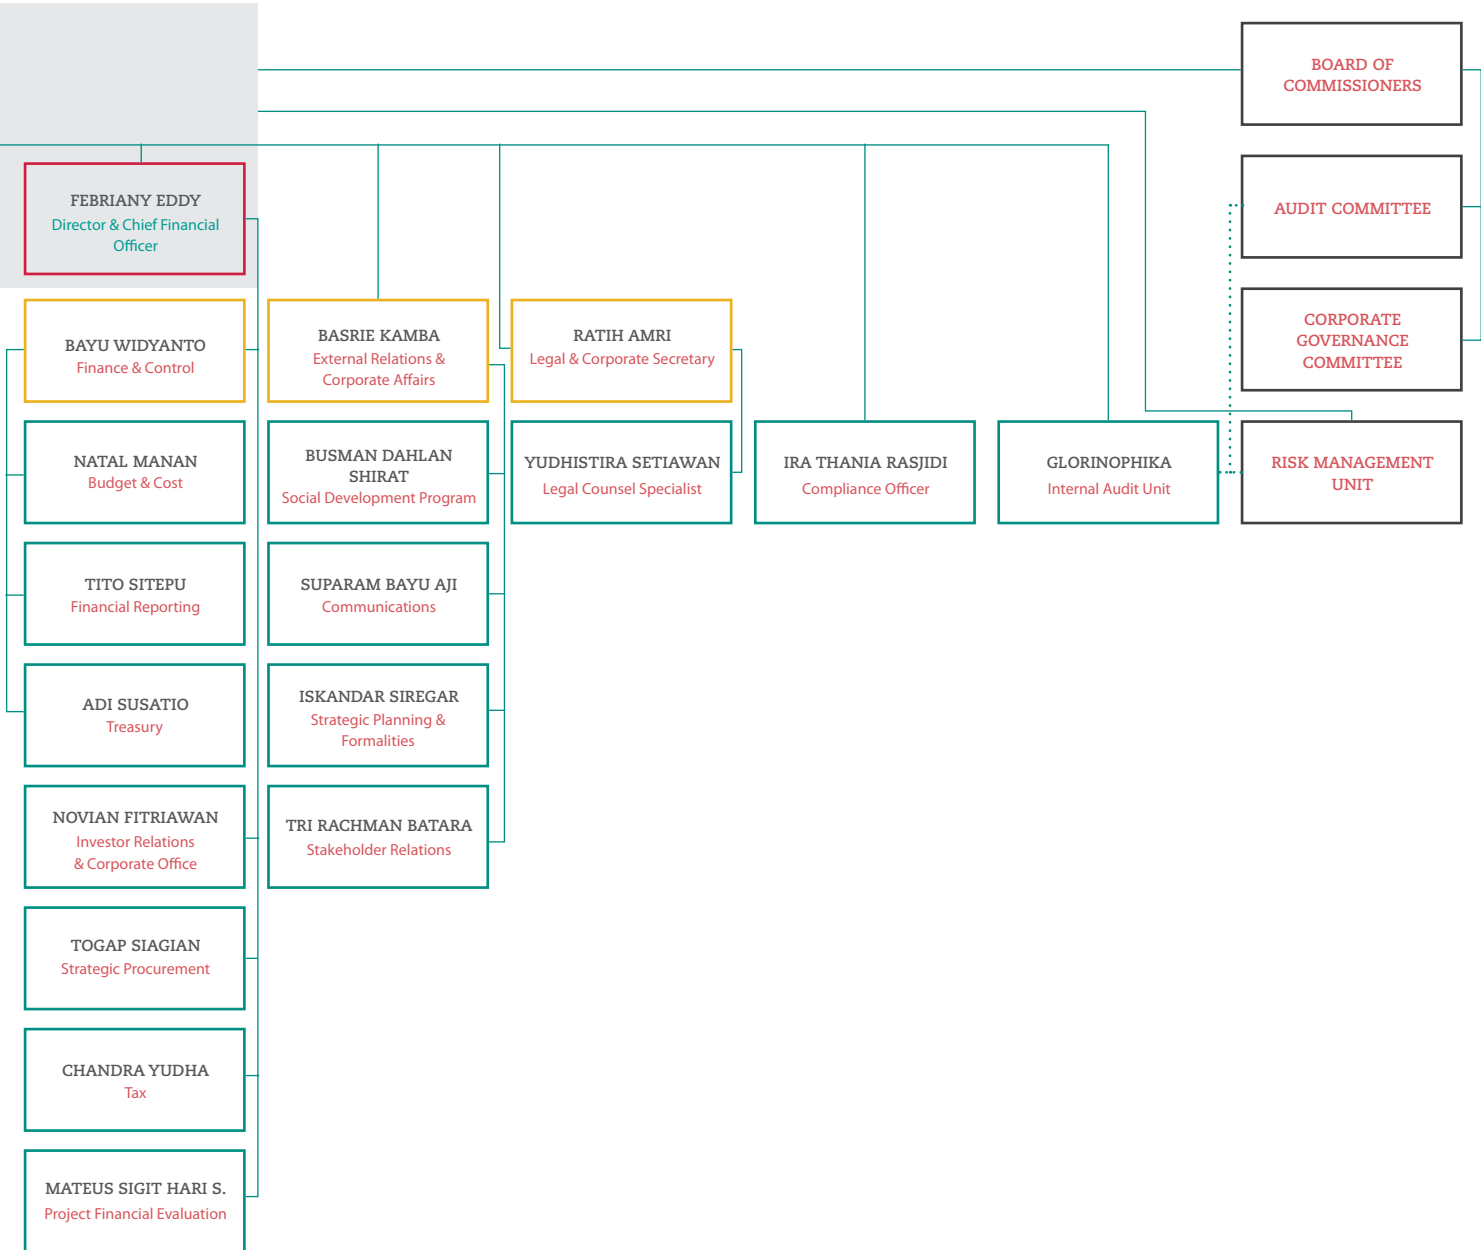 BOARD OF
COMMISSIONERS
AUDIT COMMITTEE
CORPORATE
GOVERNANCE
COMMITTEE
RISK MANAGEMENT
UNIT
FEBRIANY EDDY
Director & Chief Financial
Officer
BAYU WIDYANTO
Finance & Control
NATAL MANAN
Budget & Cost
TITO SITEPU
Financial Reporting
ADI SUSATIO
Treasury
NOVIAN FITRIAWAN
Investor Relations
& Corporate Office
TOGAP SIAGIAN
Strategic Procurement
CHANDRA YUDHA
Tax
MATEUS SIGIT HARI S.
Project Financial Evaluation
BASRIE KAMBA
External Relations &
Corporate Affairs
BUSMAN DAHLAN
SHIRAT
Social Development Program
SUPARAM BAYU AJI
Communications
ISKANDAR SIREGAR
Strategic Planning &
Formalities
TRI RACHMAN BATARA
Stakeholder Relations
RATIH AMRI
Legal & Corporate Secretary
YUDHISTIRA SETIAWAN
Legal Counsel Specialist
IRA THANIA RASJIDI
Compliance Officer
GLORINOPHIKA
Internal Audit Unit